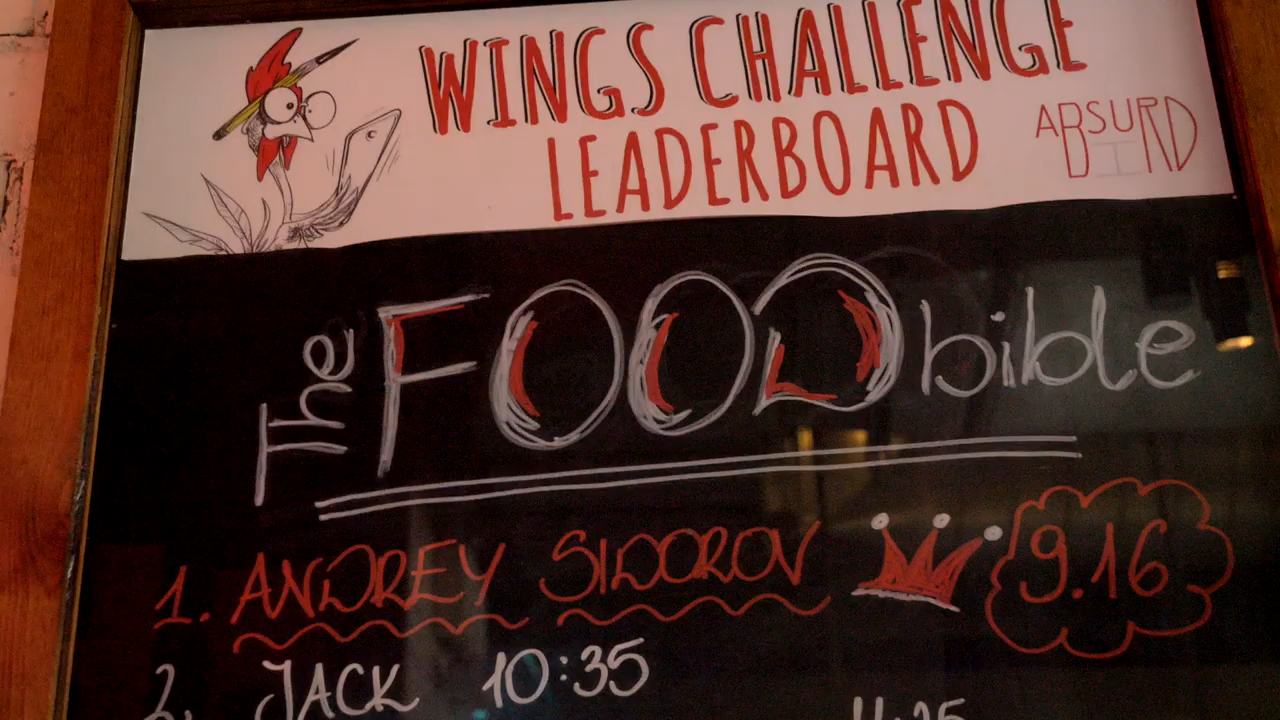 WINGS CHALLENGE
LEADERBOARD
ABSURD
BIRD
The FOOD bible
1. ANDREY SIDOROV 9.16
2. JACK 10:35